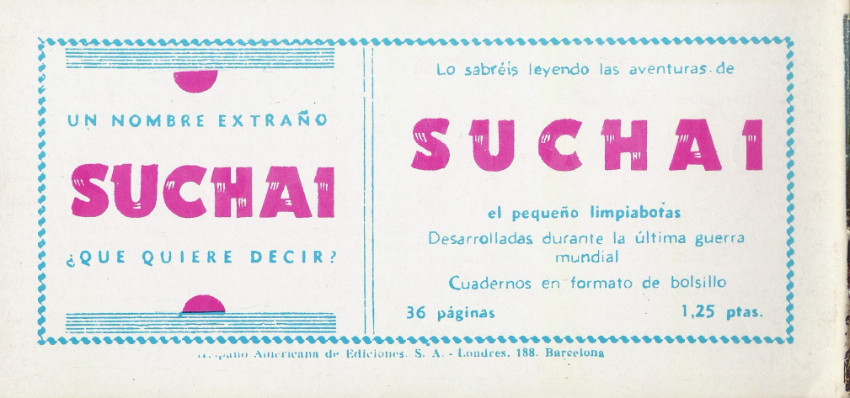 UN NOMBRE EXTRAÑO
SUCHAI
¿QUE QUIERE DECIR?
Lo sabréis leyendo las aventuras de
SUCHAI
el pequeño limpiabotas
Desarrolladas durante la última guerra
mundial
Cuadernos en formato de bolsillo
36 páginas 1,25 ptas.
Americana de Ediciones. S. A. - Londres. 188. Barcelona